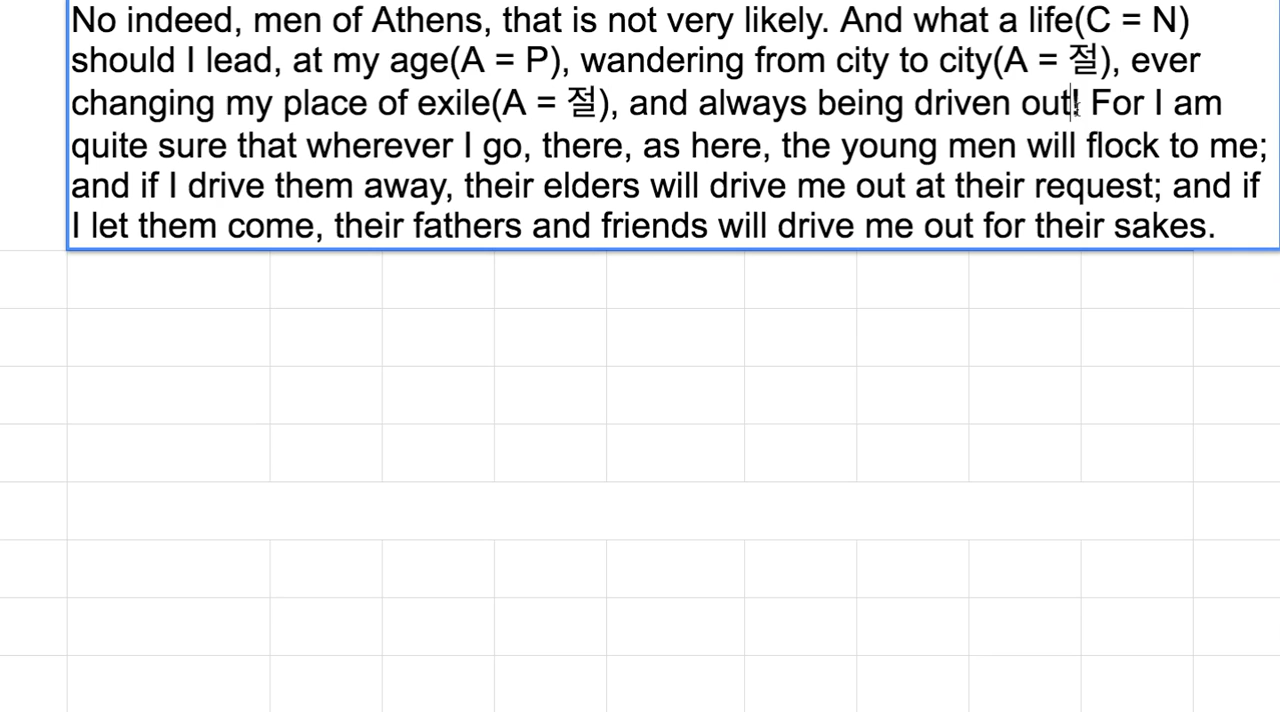 No indeed, men of Athens, that is not very likely. And what a life(C = N)
should I lead, at my age(A = P), wandering from city to city(A = 절), ever
changing my place of exile(A = 절), and always being driven out! For I am
quite sure that wherever I go, there, as here, the young men will flock to me;
and if I drive them away, their elders will drive me out at their request; and if
I let them come, their fathers and friends will drive me out for their sakes.